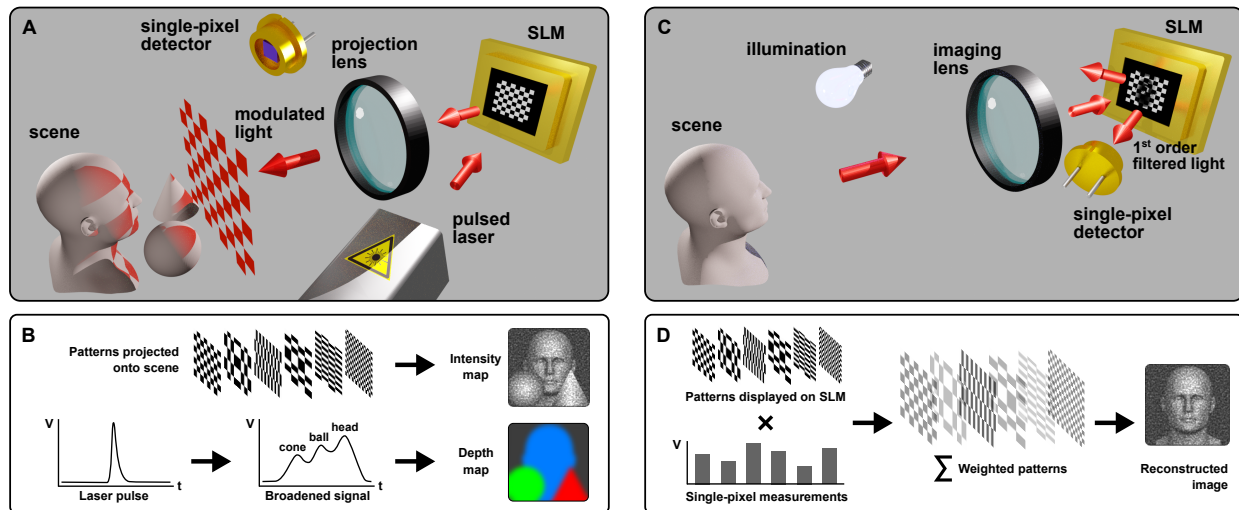 A
single-pixel
detector
projection
lens
SLM
modulated
light
scene
pulsed
laser
B
Patterns projected
onto scene
Intensity
map
V
t
Laser pulse
V
cone
ball
head
t
Broadened signal
Depth
map
C
illumination
imaging
lens
SLM
scene
1st order
filtered light
single-pixel
detector
D
Patterns displayed on SLM
×
V
Single-pixel measurements
∑ Weighted patterns
Reconstructed
image